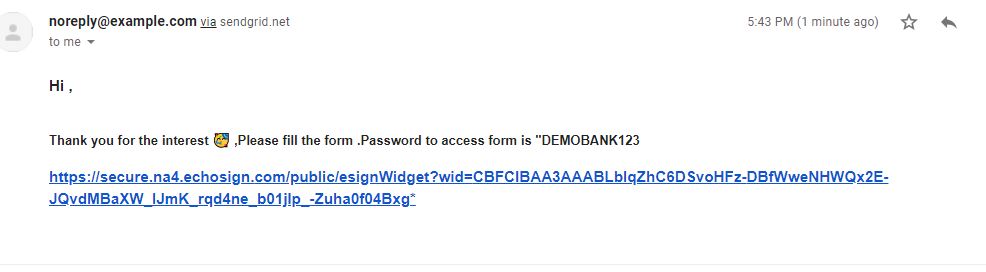 noreply@example.com via sendgrid.net 5:43 PM (1 minute ago)
to me
Hi ,
Thank you for the interest 🥳 ,Please fill the form .Password to access form is "DEMOBANK123
https://secure.na4.echosign.com/public/esignWidget?wid=CBFCIBAA3AAABLblqZhC6DSvoHFz-DBfWweNHWQx2E-
JQvdMBaXW_lJmK_rqd4ne_b01jlp_-Zuha0f04Bxg*